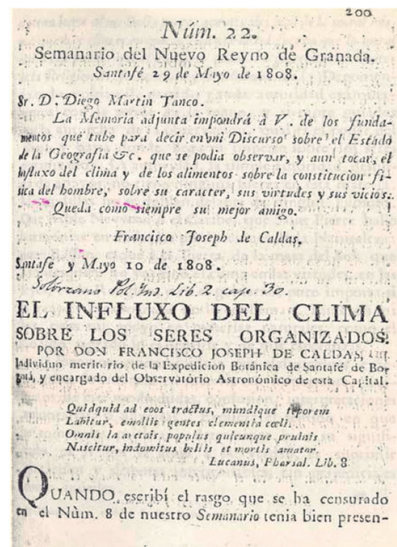 200
Núm. 22.
Semanario del Nuevo Reyno de Granada.
Santafé 29 de Mayo de 1808.
Sr. D. Diego Martin Tanco.
La Memoria adjunta impondrá à V. de los funda-
mentos que tube para decir en mi Discurso sobre el Estado
de la Geografía &c. que se podia observar, y aun tocar, el
influxo del clima y de los alimentos sobre la constitucion fi-
sica del hombre, sobre su caracter, sus virtudes y sus vicios.
Queda como siempre su mejor amigo.
Francisco Joseph de Caldas.
Santafe y Mayo 10 de 1808.
Solorzano Pol. Ind. Lib. 2. cap. 30.
EL INFLUXO DEL CLIMA
SOBRE LOS SERES ORGANIZADOS.
POR DON FRANCISCO JOSEPH DE CALDAS,
Individuo meritorio de la Expedicion Botánica de Santafé de Bo-
gotá, y encargado del Observatorio Astronómico de esta Capital.
Quidquid ad eoos tractus, mundique teporem
Labitur, emollit gentes clementia cœli.
Omnis in arctais populus quicunque pruinis
Nascitur, indomitus bellis et mortis amator.
Lucanus, Phersal. Lib. 8
QUANDO escribí el rasgo que se ha censurado
en el Núm. 8 de nuestro Semanario tenia bien presen-